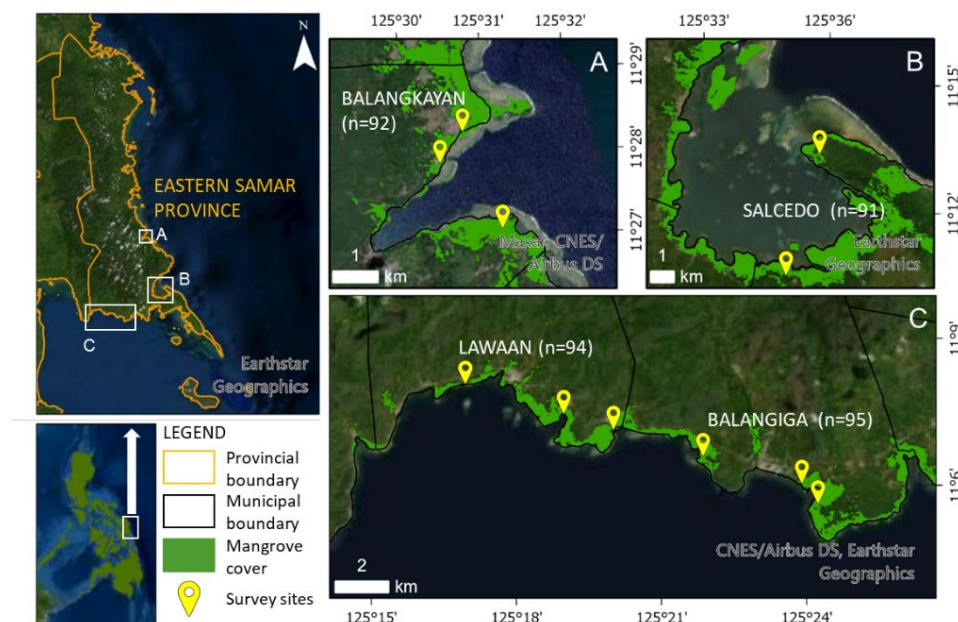 N
EASTERN SAMAR
PROVINCE
A
B
C
Earthstar
Geographics
LEGEND
Provincial
boundary
Municipal
boundary
Mangrove
cover
Survey sites
125°30'
125°31'
125°32'
A
BALANGKAYAN
(n=92)
11°29'
11°28'
11°27'
1
km
Maxar, CNES/
Airbus DS
125°33'
125°36'
B
11°15'
SALCEDO (n=91)
11°12'
1
km
Earthstar
Geographics
C
LAWAAN (n=94)
BALANGIGA (n=95)
11°9'
11°6'
2
km
CNES/Airbus DS, Earthstar
Geographics
125°15'
125°18'
125°21'
125°24'